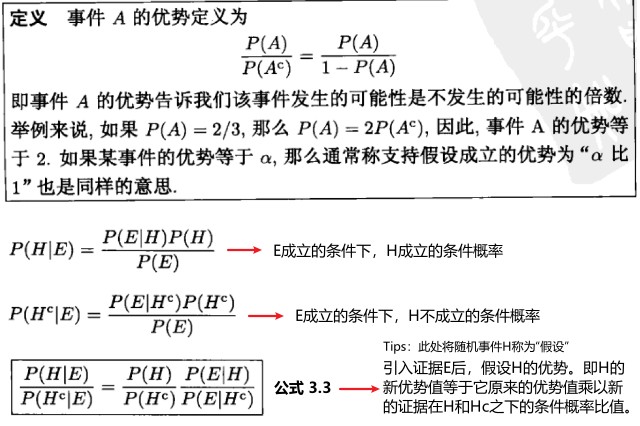 定义 事件 A 的优势定义为
P(A)/P(Aᶜ) = P(A)/(1 − P(A))
即事件 A 的优势告诉我们该事件发生的可能性是不发生的可能性的倍数.
举例来说, 如果 P(A) = 2/3, 那么 P(A) = 2P(Aᶜ), 因此, 事件 A 的优势等
于 2. 如果某事件的优势等于 α, 那么通常称支持假设成立的优势为 “α 比
1” 也是同样的意思.
P(H|E) = P(E|H)P(H)/P(E) → E成立的条件下，H成立的条件概率
P(Hᶜ|E) = P(E|Hᶜ)P(Hᶜ)/P(E) → E成立的条件下，H不成立的条件概率
Tips：此处将随机事件H称为“假设”
P(H|E)/P(Hᶜ|E) = P(H)/P(Hᶜ) P(E|H)/P(E|Hᶜ) 公式 3.3 →
引入证据E后，假设H的优势。即H的
新优势值等于它原来的优势值乘以新
的证据在H和Hc之下的条件概率比值。